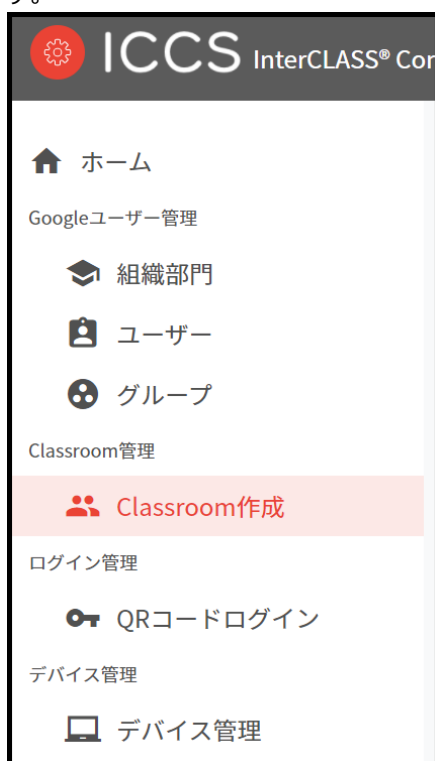 す。
ICCS InterCLASS® Con
ホーム
Googleユーザー管理
組織部門
ユーザー
グループ
Classroom管理
Classroom作成
ログイン管理
QRコードログイン
デバイス管理
デバイス管理